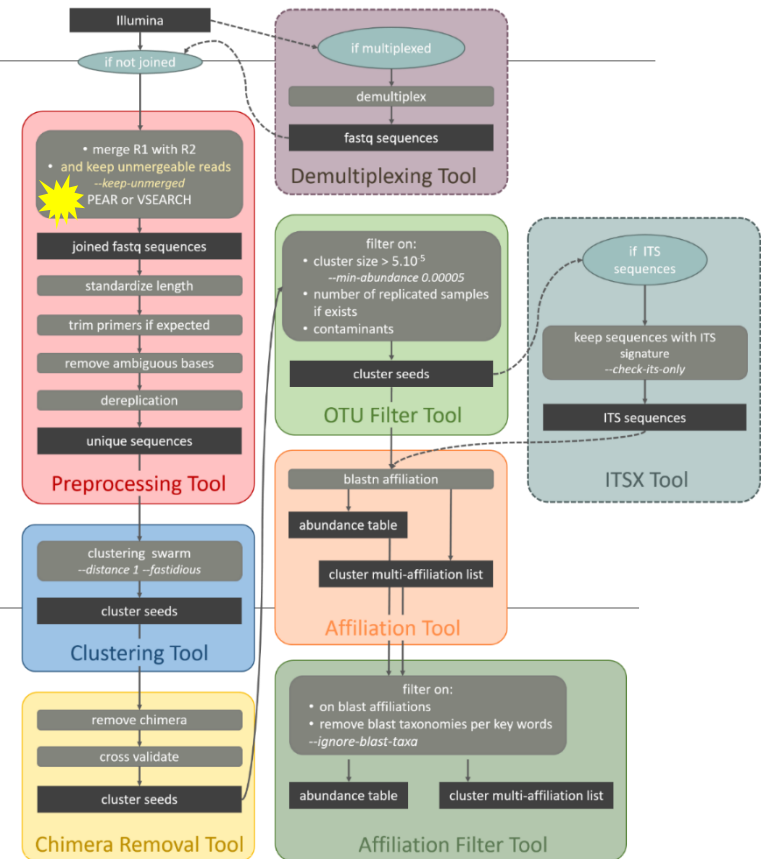 Illumina
if not joined
if multiplexed
demultiplex
fastq sequences
Demultiplexing Tool
• merge R1 with R2
• and keep unmergeable reads
--keep-unmerged
PEAR or VSEARCH
joined fastq sequences
standardize length
trim primers if expected
remove ambiguous bases
dereplication
unique sequences
Preprocessing Tool
clustering swarm
--distance 1 --fastidious
cluster seeds
Clustering Tool
remove chimera
cross validate
cluster seeds
Chimera Removal Tool
filter on:
• cluster size > 5.10⁻⁵
--min-abundance 0.00005
• number of replicated samples
if exists
• contaminants
cluster seeds
OTU Filter Tool
if ITS
sequences
keep sequences with ITS
signature
--check-its-only
ITS sequences
ITSX Tool
blastn affiliation
abundance table
cluster multi-affiliation list
Affiliation Tool
filter on:
• on blast affiliations
• remove blast taxonomies per key words
--ignore-blast-taxa
abundance table
cluster multi-affiliation list
Affiliation Filter Tool